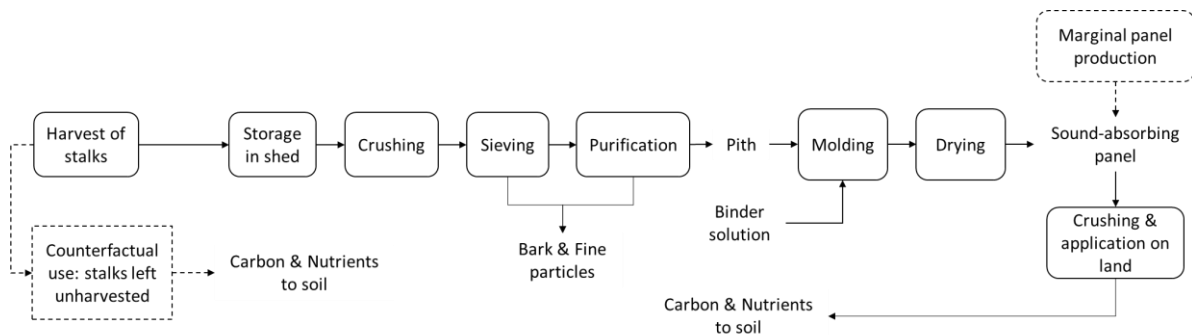 Marginal panel
production
Harvest of
stalks
Storage
in shed
Crushing
Sieving
Purification
Pith
Molding
Drying
Sound-absorbing
panel
Binder
solution
Bark & Fine
particles
Crushing &
application on
land
Counterfactual
use: stalks left
unharvested
Carbon & Nutrients
to soil
Carbon & Nutrients
to soil